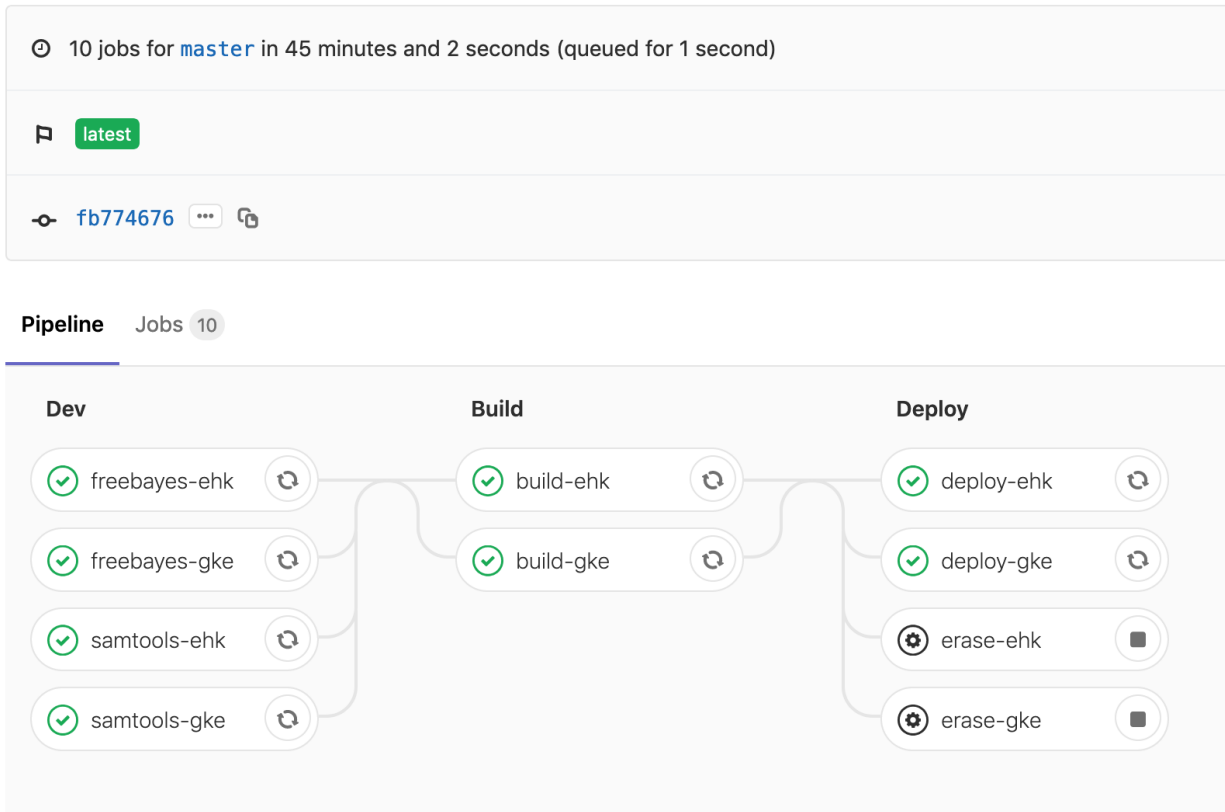 10 jobs for master in 45 minutes and 2 seconds (queued for 1 second)
latest
fb774676
Pipeline Jobs 10
Dev Build Deploy
freebayes-ehk build-ehk deploy-ehk
freebayes-gke build-gke deploy-gke
samtools-ehk erase-ehk
samtools-gke erase-gke